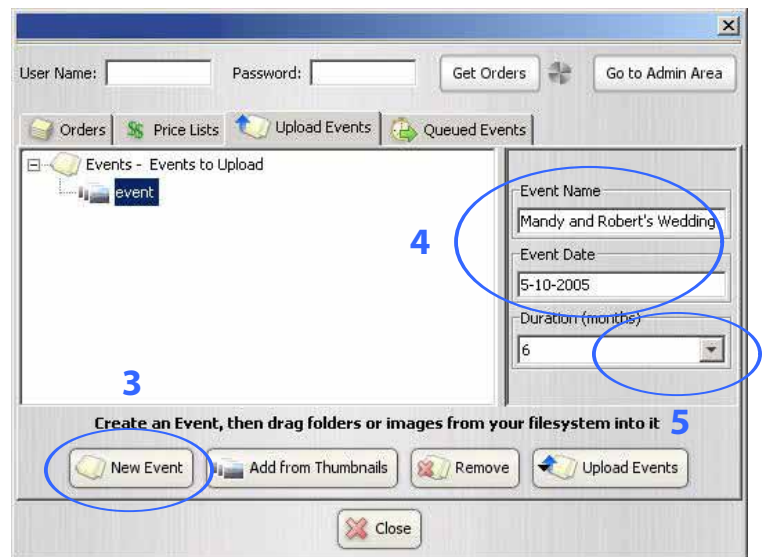 User Name: Password: Get Orders Go to Admin Area
Orders $$ Price Lists Upload Events Queued Events
Events - Events to Upload
event
Event Name
Mandy and Robert's Wedding
4
Event Date
5-10-2005
Duration (months)
6
3
Create an Event, then drag folders or images from your filesystem into it 5
New Event Add from Thumbnails Remove Upload Events
Close